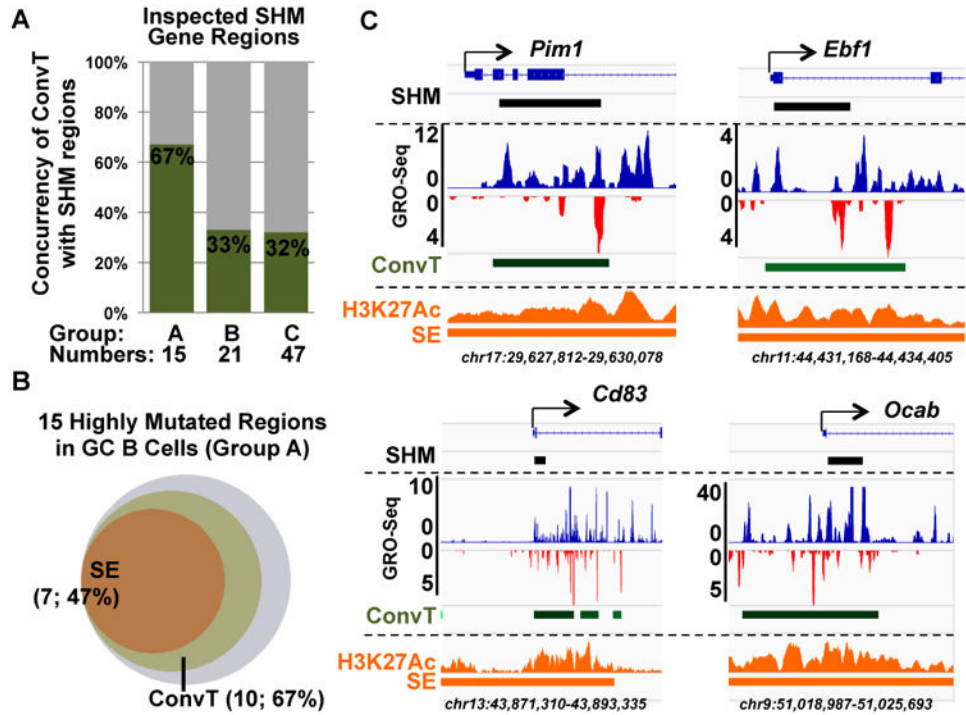 A
Inspected SHM
Gene Regions
Concurrency of ConvT
with SHM regions
100%
80%
60%
40%
20%
0%
67%
33%
32%
Group: A B C
Numbers: 15 21 47
B
15 Highly Mutated Regions
in GC B Cells (Group A)
SE
(7; 47%)
ConvT (10; 67%)
C
Pim1
SHM
GRO-Seq
12
0
0
4
ConvT
H3K27Ac
SE
chr17:29,627,812-29,630,078
Ebf1
4
0
0
4
chr11:44,431,168-44,434,405
Cd83
SHM
GRO-Seq
10
0
0
5
ConvT
H3K27Ac
SE
chr13:43,871,310-43,893,335
Ocab
40
0
0
5
chr9:51,018,987-51,025,693